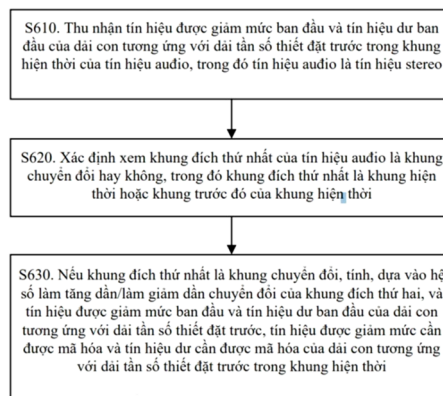 S610. Thu nhận tín hiệu được giảm mức ban đầu và tín hiệu dư ban
đầu của dải con tương ứng với dải tần số thiết đặt trước trong khung
hiện thời của tín hiệu audio, trong đó tín hiệu audio là tín hiệu stereo
S620. Xác định xem khung đích thứ nhất của tín hiệu audio là khung
chuyển đổi hay không, trong đó khung đích thứ nhất là khung hiện
thời hoặc khung trước đó của khung hiện thời
S630. Nếu khung đích thứ nhất là khung chuyển đổi, tính, dựa vào hệ
số làm tăng dần/làm giảm dần chuyển đổi của khung đích thứ hai, và
tín hiệu được giảm mức ban đầu và tín hiệu dư ban đầu của dải con
tương ứng với dải tần số thiết đặt trước, tín hiệu được giảm mức cần
được mã hóa và tín hiệu dư cần được mã hóa của dải con tương ứng
với dải tần số thiết đặt trước trong khung hiện thời